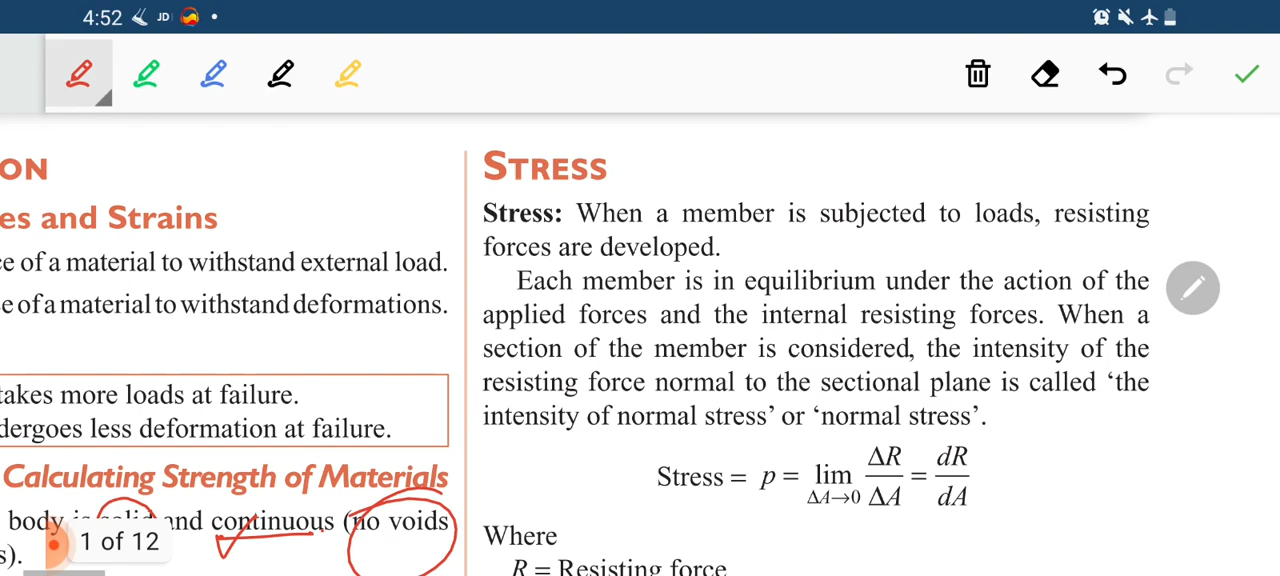 4:52 JD
ON
es and Strains
ce of a material to withstand external load.
e of a material to withstand deformations.
takes more loads at failure.
dergoes less deformation at failure.
Calculating Strength of Materials
body is solid and continuous (no voids
s).
1 of 12
STRESS
Stress: When a member is subjected to loads, resisting
forces are developed.
Each member is in equilibrium under the action of the
applied forces and the internal resisting forces. When a
section of the member is considered, the intensity of the
resisting force normal to the sectional plane is called ‘the
intensity of normal stress’ or ‘normal stress’.
Stress = p = lim ΔA→0 ΔR/ΔA = dR/dA
Where
R = Resisting force